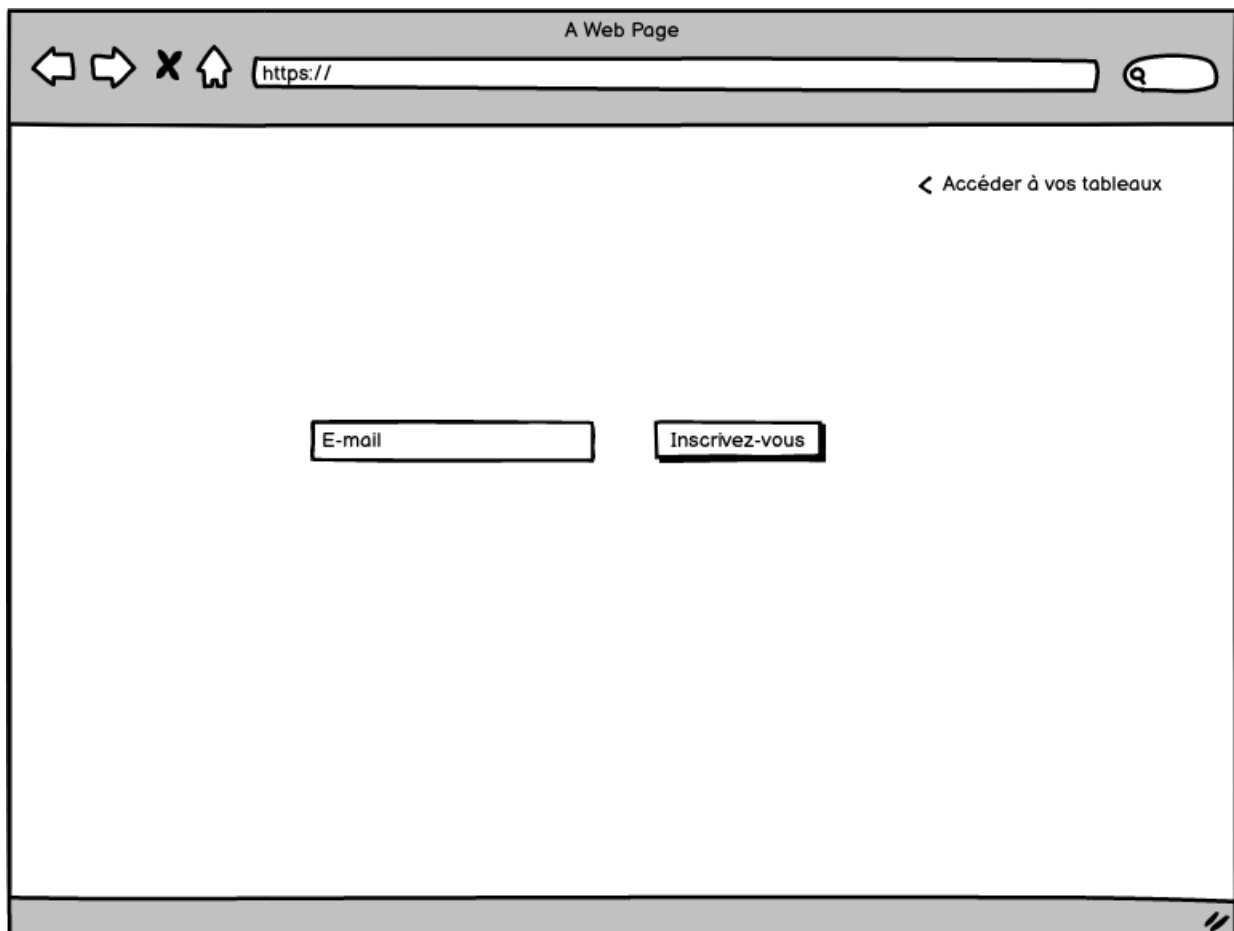 A Web Page
https://
Accéder à vos tableaux
E-mail
Inscrivez-vous